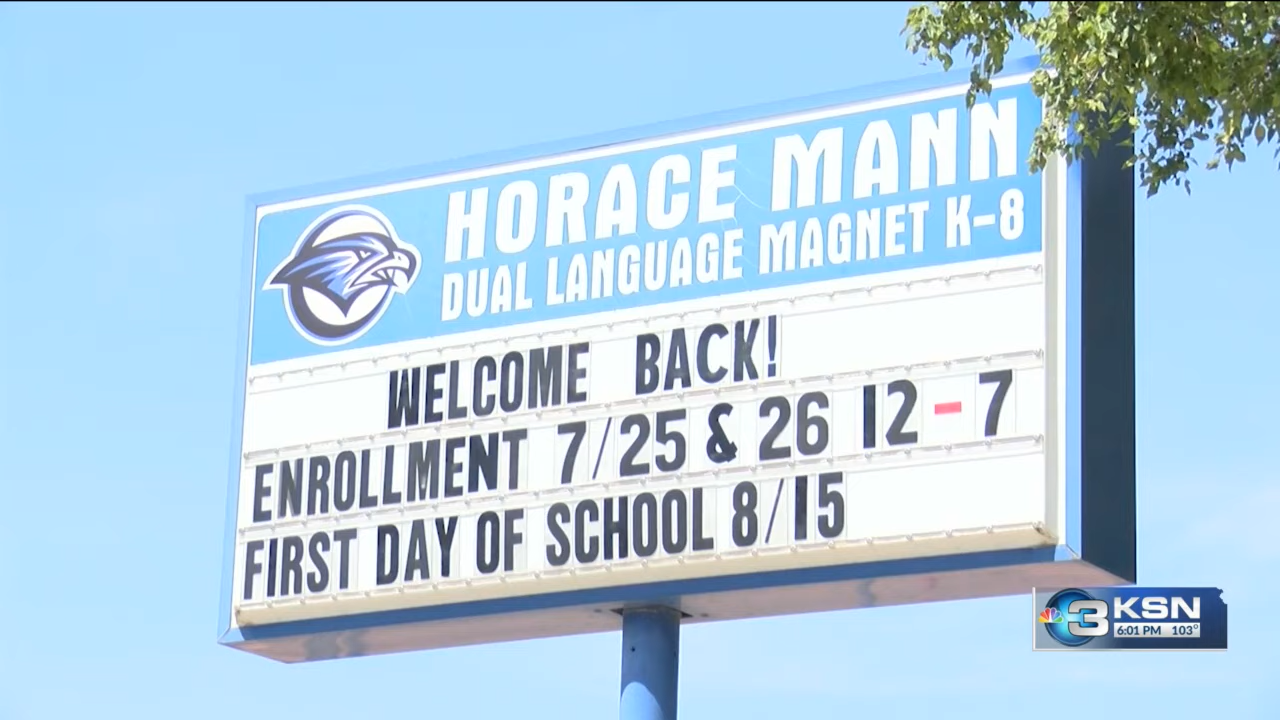 HORACE MANN
DUAL LANGUAGE MAGNET K-8
WELCOME BACK!
ENROLLMENT 7/25 & 26 12-7
FIRST DAY OF SCHOOL 8/15
3 KSN
6:01 PM 103°